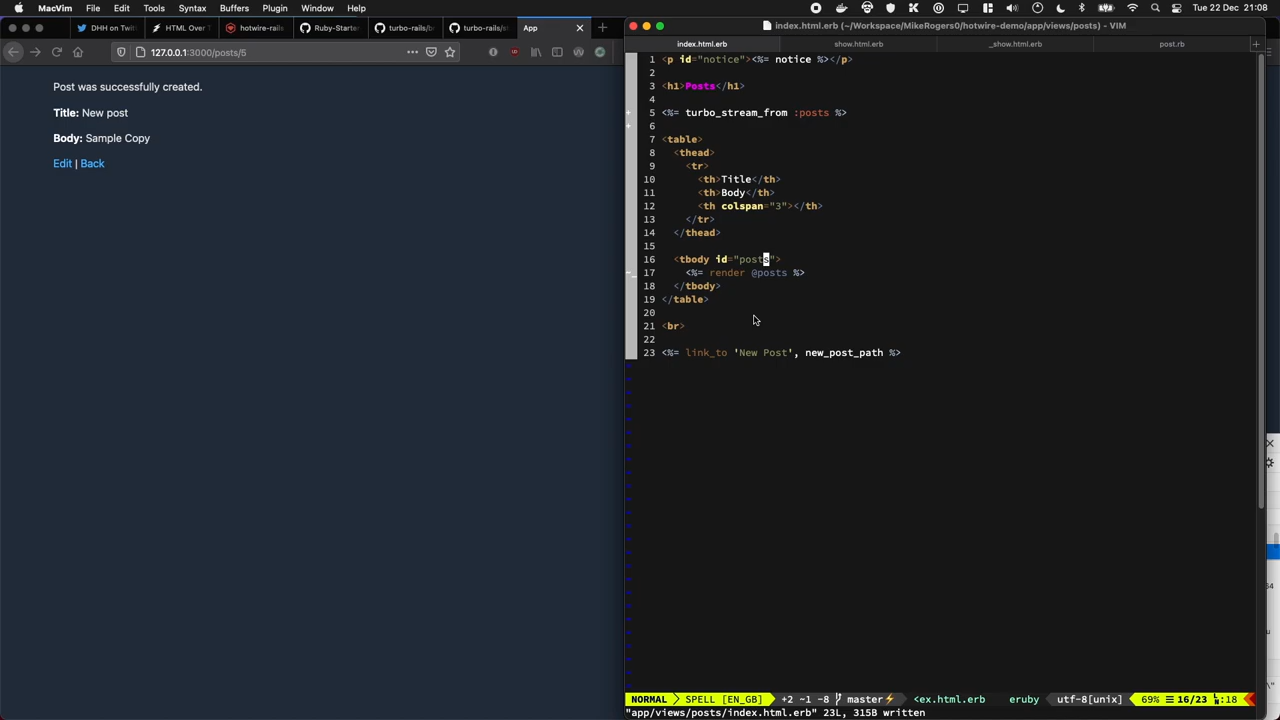 MacVim File Edit Tools Syntax Buffers Plugin Window Help Tue 22 Dec 21:08
DHH on Twit HTML Over T hotwire-rails Ruby-Starter turbo-rails/ba turbo-rails/st App
127.0.0.1:3000/posts/5
Post was successfully created.
Title: New post
Body: Sample Copy
Edit | Back
index.html.erb (~/Workspace/MikeRogers0/hotwire-demo/app/views/posts) - VIM
index.html.erb show.html.erb _show.html.erb post.rb
1 <p id="notice"><%= notice %></p>
2
3 <h1>Posts</h1>
4
5 <%= turbo_stream_from :posts %>
6
7 <table>
8 <thead>
9 <tr>
10 <th>Title</th>
11 <th>Body</th>
12 <th colspan="3"></th>
13 </tr>
14 </thead>
15
16 <tbody id="posts">
17 <%= render @posts %>
18 </tbody>
19 </table>
20
21 <br>
22
23 <%= link_to 'New Post', new_post_path %>
NORMAL SPELL [EN_GB] +2 ~1 -8 master⚡ <ex.html.erb eruby utf-8[unix] 69% ☰ 16/23 :18
"app/views/posts/index.html.erb" 23L, 315B written